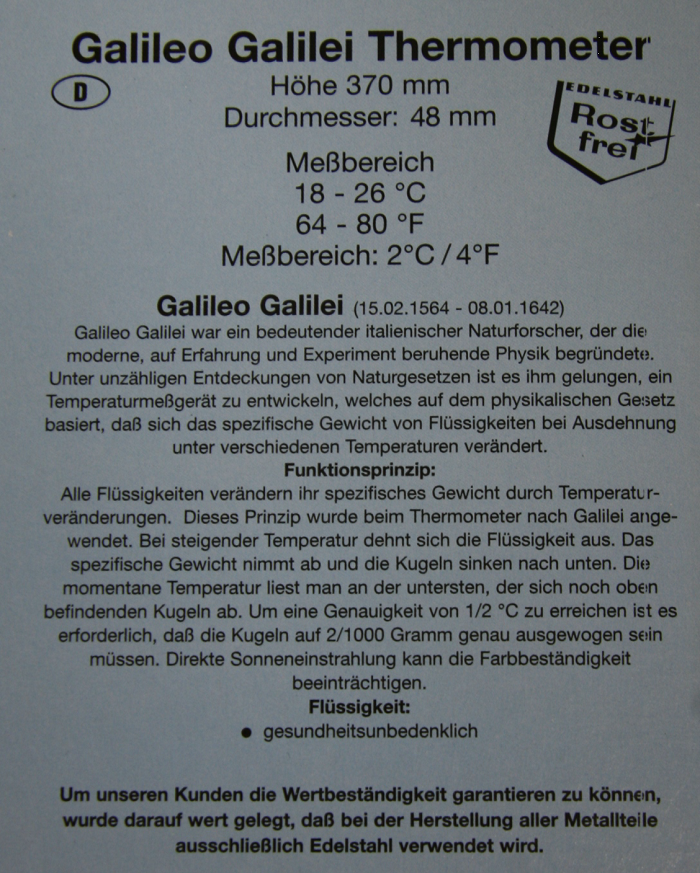 Galileo Galilei Thermometer
D
Höhe 370 mm
Durchmesser: 48 mm
EDELSTAHL
Rost
frei
Meßbereich
18 - 26 °C
64 - 80 °F
Meßbereich: 2°C / 4°F
Galileo Galilei (15.02.1564 - 08.01.1642)
Galileo Galilei war ein bedeutender italienischer Naturforscher, der die
moderne, auf Erfahrung und Experiment beruhende Physik begründete.
Unter unzähligen Entdeckungen von Naturgesetzen ist es ihm gelungen, ein
Temperaturmeßgerät zu entwickeln, welches auf dem physikalischen Gesetz
basiert, daß sich das spezifische Gewicht von Flüssigkeiten bei Ausdehnung
unter verschiedenen Temperaturen verändert.
Funktionsprinzip:
Alle Flüssigkeiten verändern ihr spezifisches Gewicht durch Temperatur-
veränderungen. Dieses Prinzip wurde beim Thermometer nach Galilei ange-
wendet. Bei steigender Temperatur dehnt sich die Flüssigkeit aus. Das
spezifische Gewicht nimmt ab und die Kugeln sinken nach unten. Die
momentane Temperatur liest man an der untersten, der sich noch oben
befindenden Kugeln ab. Um eine Genauigkeit von 1/2 °C zu erreichen ist es
erforderlich, daß die Kugeln auf 2/1000 Gramm genau ausgewogen sein
müssen. Direkte Sonneneinstrahlung kann die Farbbeständigkeit
beeinträchtigen.
Flüssigkeit:
● gesundheitsunbedenklich
Um unseren Kunden die Wertbeständigkeit garantieren zu können,
wurde darauf wert gelegt, daß bei der Herstellung aller Metallteile
ausschließlich Edelstahl verwendet wird.